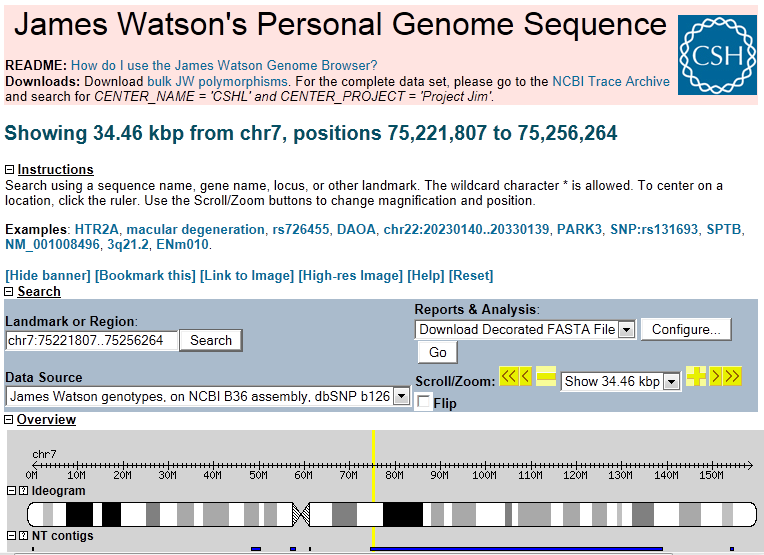 James Watson's Personal Genome Sequence
CSH
README: How do I use the James Watson Genome Browser?
Downloads: Download bulk JW polymorphisms. For the complete data set, please go to the NCBI Trace Archive
and search for CENTER_NAME = 'CSHL' and CENTER_PROJECT = 'Project Jim'.
Showing 34.46 kbp from chr7, positions 75,221,807 to 75,256,264
Instructions
Search using a sequence name, gene name, locus, or other landmark. The wildcard character * is allowed. To center on a
location, click the ruler. Use the Scroll/Zoom buttons to change magnification and position.
Examples: HTR2A, macular degeneration, rs726455, DAOA, chr22:20230140..20330139, PARK3, SNP:rs131693, SPTB,
NM_001008496, 3q21.2, ENm010.
[Hide banner] [Bookmark this] [Link to Image] [High-res Image] [Help] [Reset]
Search
Landmark or Region:
chr7:75221807..75256264 Search
Reports & Analysis:
Download Decorated FASTA File Configure...
Go
Data Source
James Watson genotypes, on NCBI B36 assembly, dbSNP b126
Scroll/Zoom: << < - Show 34.46 kbp + > >>
Flip
Overview
chr7
0M 10M 20M 30M 40M 50M 60M 70M 80M 90M 100M 110M 120M 130M 140M 150M
? Ideogram
? NT contigs